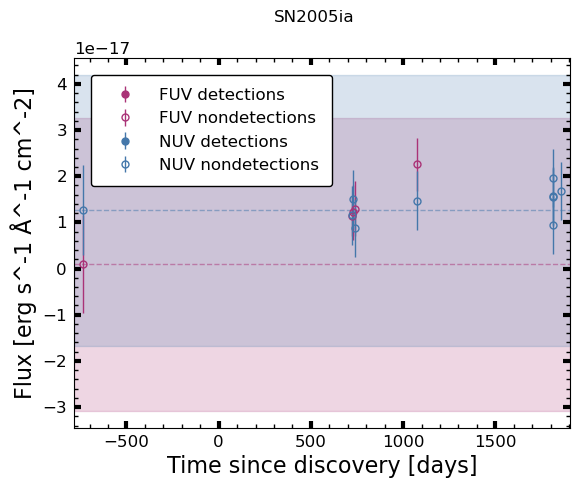 SN2005ia
1e−17
FUV detections
FUV nondetections
NUV detections
NUV nondetections
4
3
2
1
0
−1
−2
−3
Flux [erg s^-1 Å^-1 cm^-2]
−500 0 500 1000 1500
Time since discovery [days]